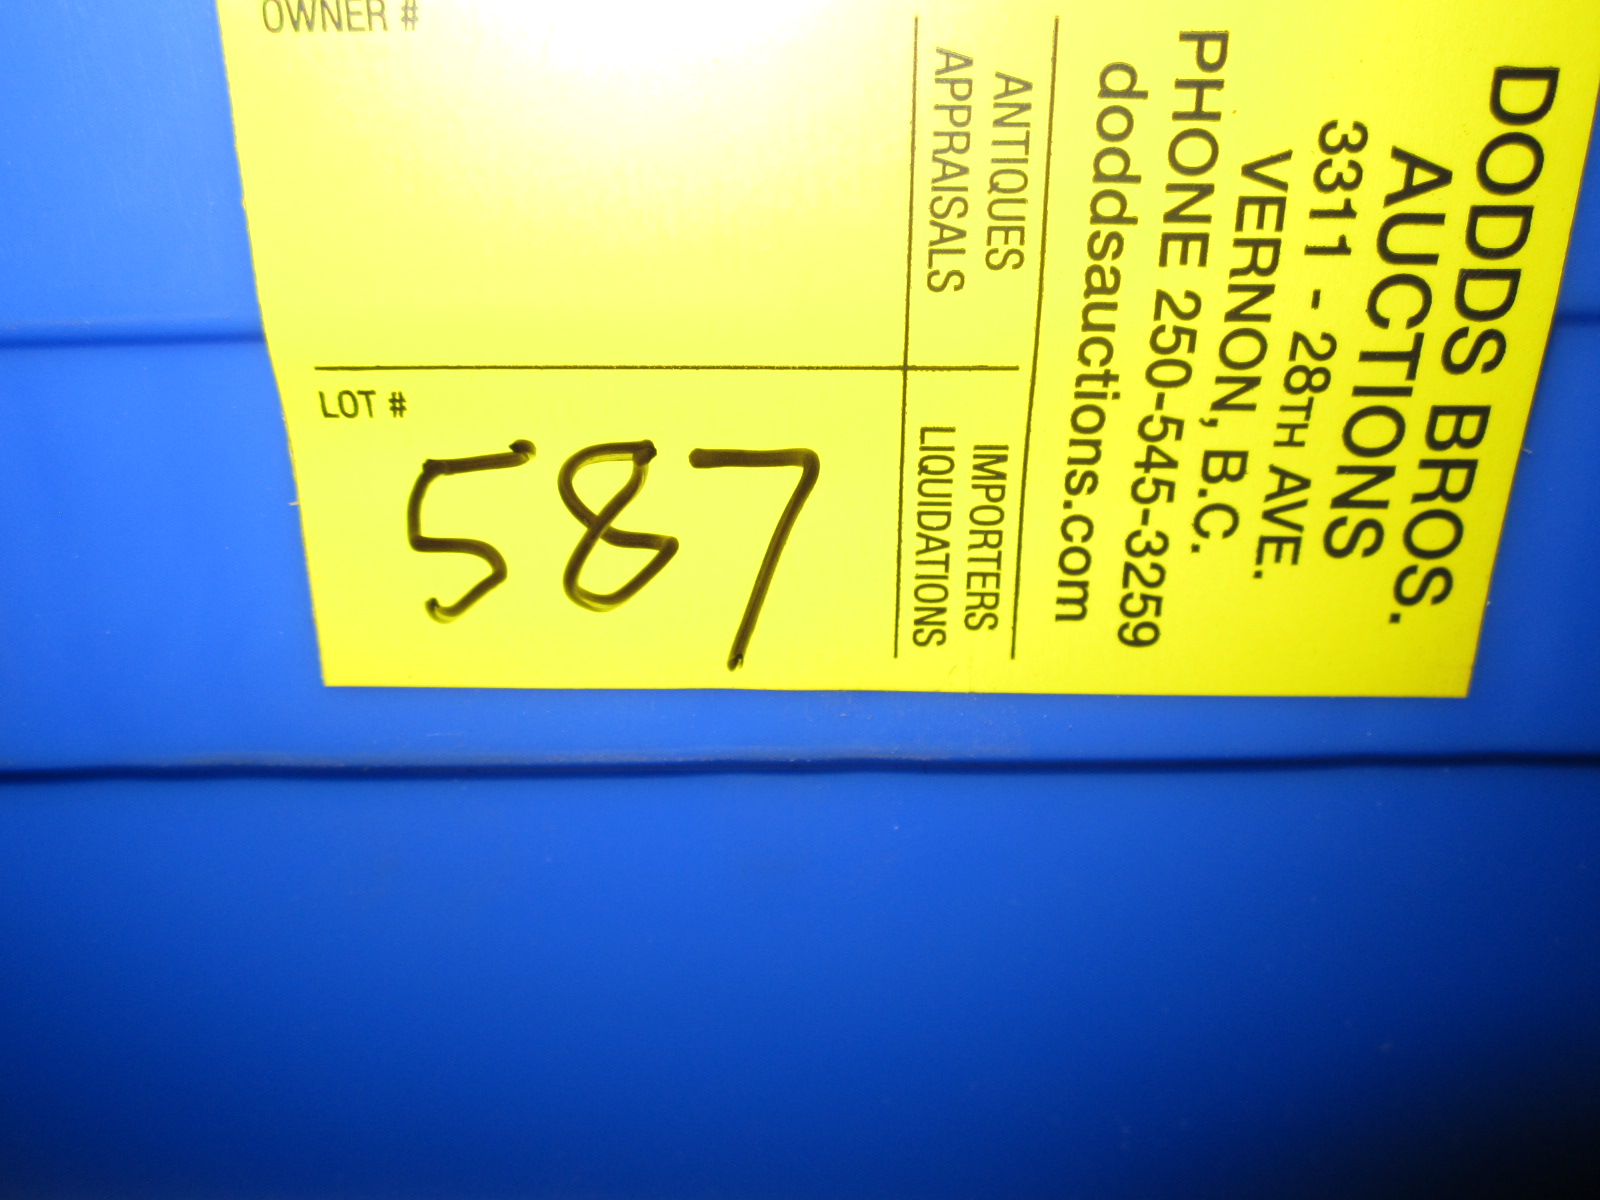 DODDS BROS.
AUCTIONS
3311 - 28TH AVE.
VERNON, B.C.
PHONE 250-545-3259
doddsauctions.com
ANTIQUES
APPRAISALS
IMPORTERS
LIQUIDATIONS
OWNER #
LOT #
587